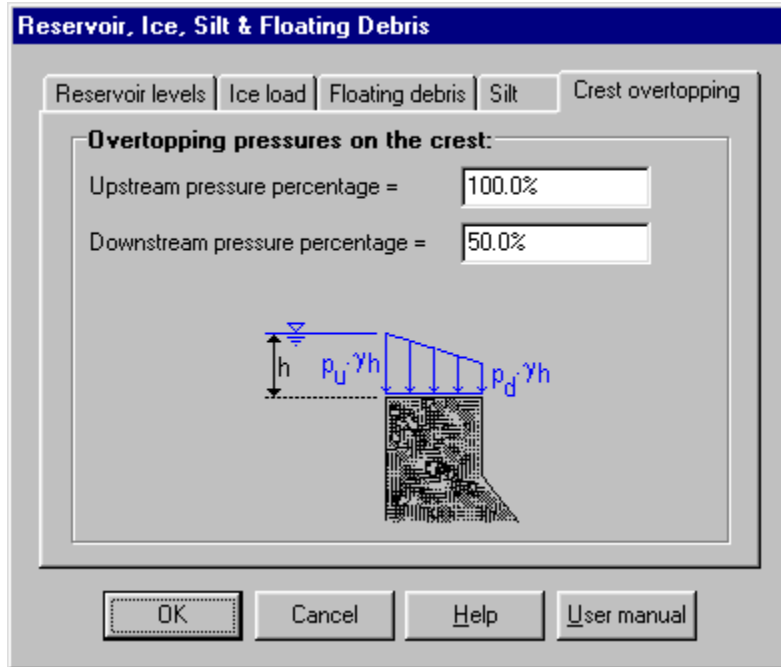 Reservoir, Ice, Silt & Floating Debris
Reservoir levels Ice load Floating debris Silt Crest overtopping
Overtopping pressures on the crest:
Upstream pressure percentage = 100.0%
Downstream pressure percentage = 50.0%
h pu·γh pd·γh
OK Cancel Help User manual